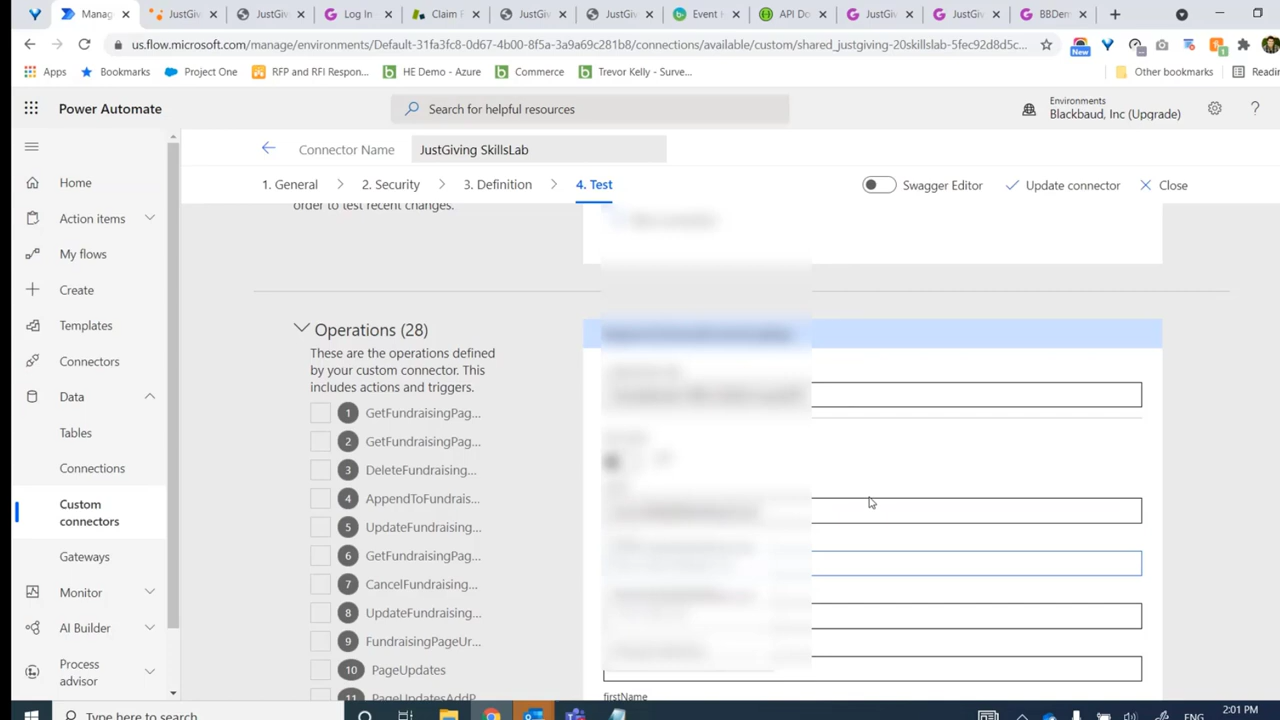 Manag
JustGiv
JustGiv
Log In
Claim F
JustGiv
JustGiv
Event H
API Do
JustGiv
JustGiv
BBDem
us.flow.microsoft.com/manage/environments/Default-31fa3fc8-0d67-4b00-8f5a-3a9a69c281b8/connections/available/custom/shared_justgiving-20skillslab-5fec92d8d5c...
New
1
Apps
Bookmarks
Project One
RFP and RFI Respon...
HE Demo - Azure
Commerce
Trevor Kelly - Surve...
Other bookmarks
Readin
Power Automate
Search for helpful resources
Environments
Blackbaud, Inc (Upgrade)
Connector Name
JustGiving SkillsLab
1. General
2. Security
3. Definition
4. Test
Swagger Editor
Update connector
Close
Home
Action items
My flows
Create
Templates
Connectors
Data
Tables
Connections
Custom
connectors
Gateways
Monitor
AI Builder
Process
advisor
order to test recent changes.
Operations (28)
These are the operations defined
by your custom connector. This
includes actions and triggers.
1 GetFundraisingPag...
2 GetFundraisingPag...
3 DeleteFundraising...
4 AppendToFundrais...
5 UpdateFundraising...
6 GetFundraisingPag...
7 CancelFundraising...
8 UpdateFundraising...
9 FundraisingPageUr...
10 PageUpdates
11 PageUpdatesAddP...
firstName
Type here to search
ENG
2:01 PM